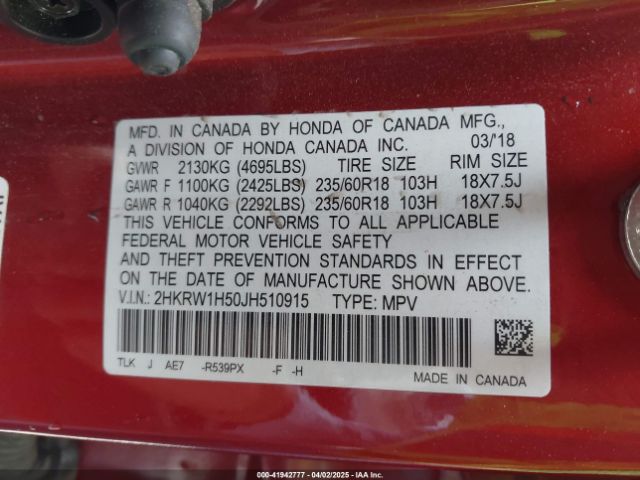 MFD. IN CANADA BY HONDA OF CANADA MFG.,
A DIVISION OF HONDA CANADA INC. 03/'18
GVWR 2130KG (4695LBS) TIRE SIZE RIM SIZE
GAWR F 1100KG (2425LBS) 235/60R18 103H 18X7.5J
GAWR R 1040KG (2292LBS) 235/60R18 103H 18X7.5J
THIS VEHICLE CONFORMS TO ALL APPLICABLE
FEDERAL MOTOR VEHICLE SAFETY
AND THEFT PREVENTION STANDARDS IN EFFECT
ON THE DATE OF MANUFACTURE SHOWN ABOVE.
V.I.N.: 2HKRW1H50JH510915 TYPE: MPV
TLK J AE7 -R539PX -F -H
MADE IN CANADA
000-41942777 - 04/02/2025 - IAA Inc.